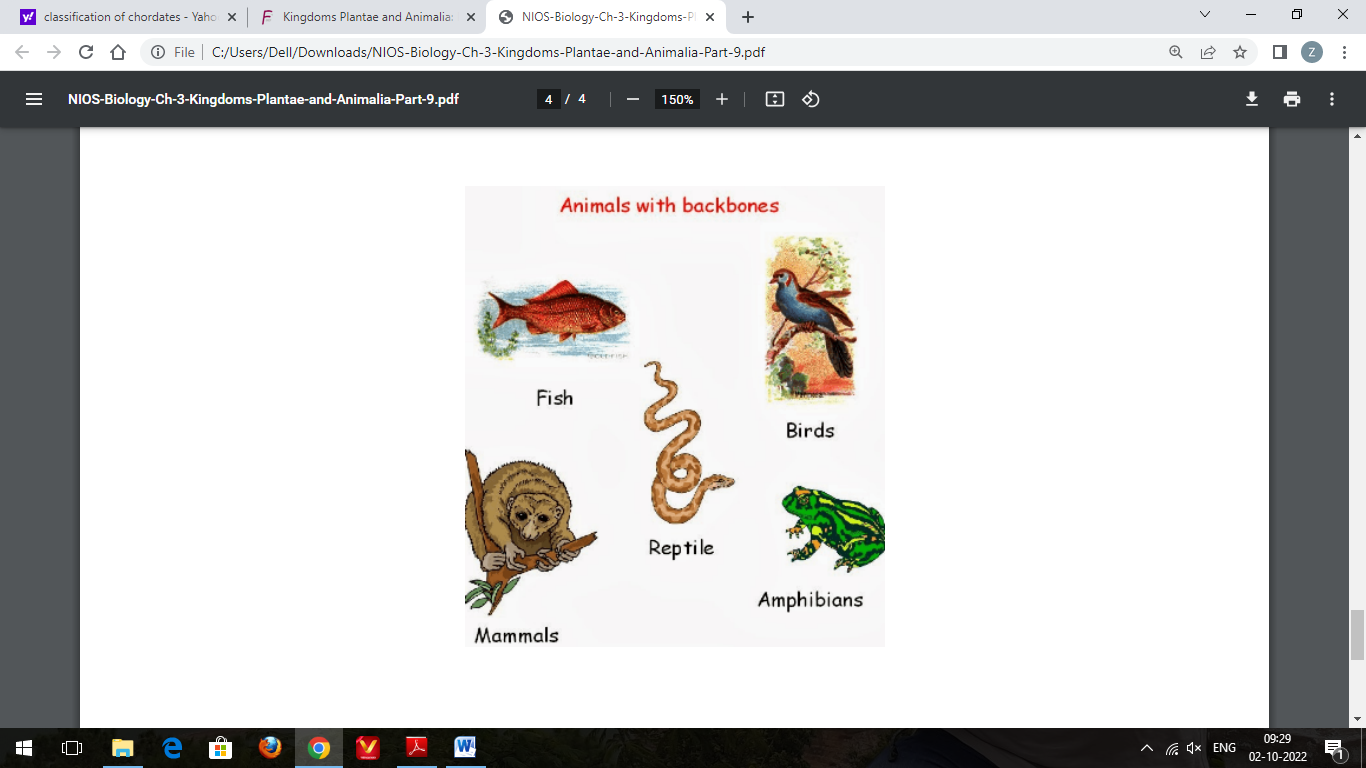 classification of chordates - Yaho
Kingdoms Plantae and Animalia:
NIOS-Biology-Ch-3-Kingdoms-Pl
File
C:/Users/Dell/Downloads/NIOS-Biology-Ch-3-Kingdoms-Plantae-and-Animalia-Part-9.pdf
Z
NIOS-Biology-Ch-3-Kingdoms-Plantae-and-Animalia-Part-9.pdf
4 / 4
150%
Animals with backbones
Fish
Birds
Reptile
Amphibians
Mammals
ENG
09:29
02-10-2022
1